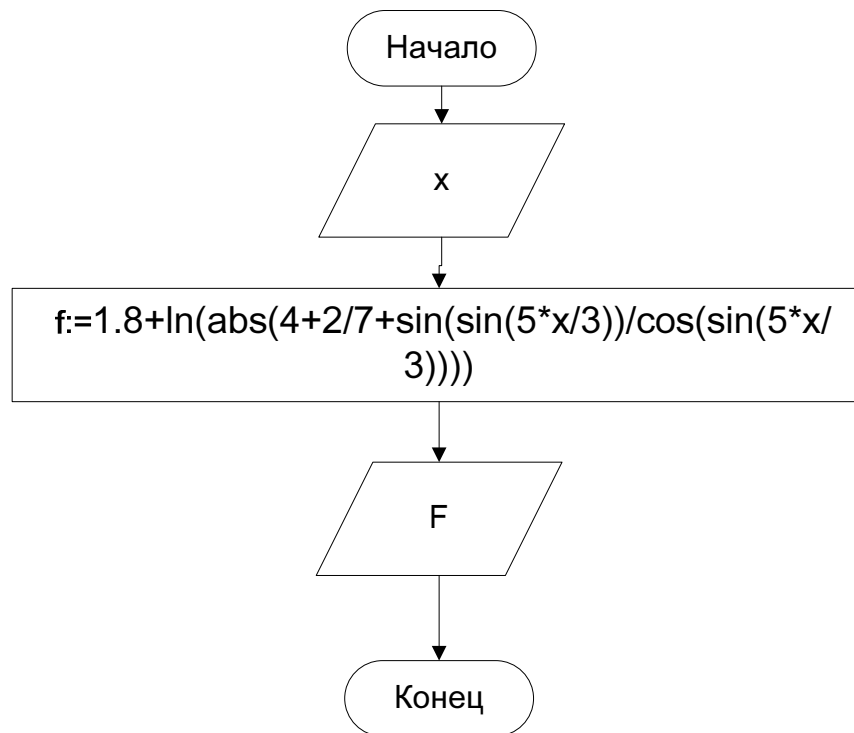 Начало
x
f:=1.8+ln(abs(4+2/7+sin(sin(5*x/3))/cos(sin(5*x/
3))))
F
Конец